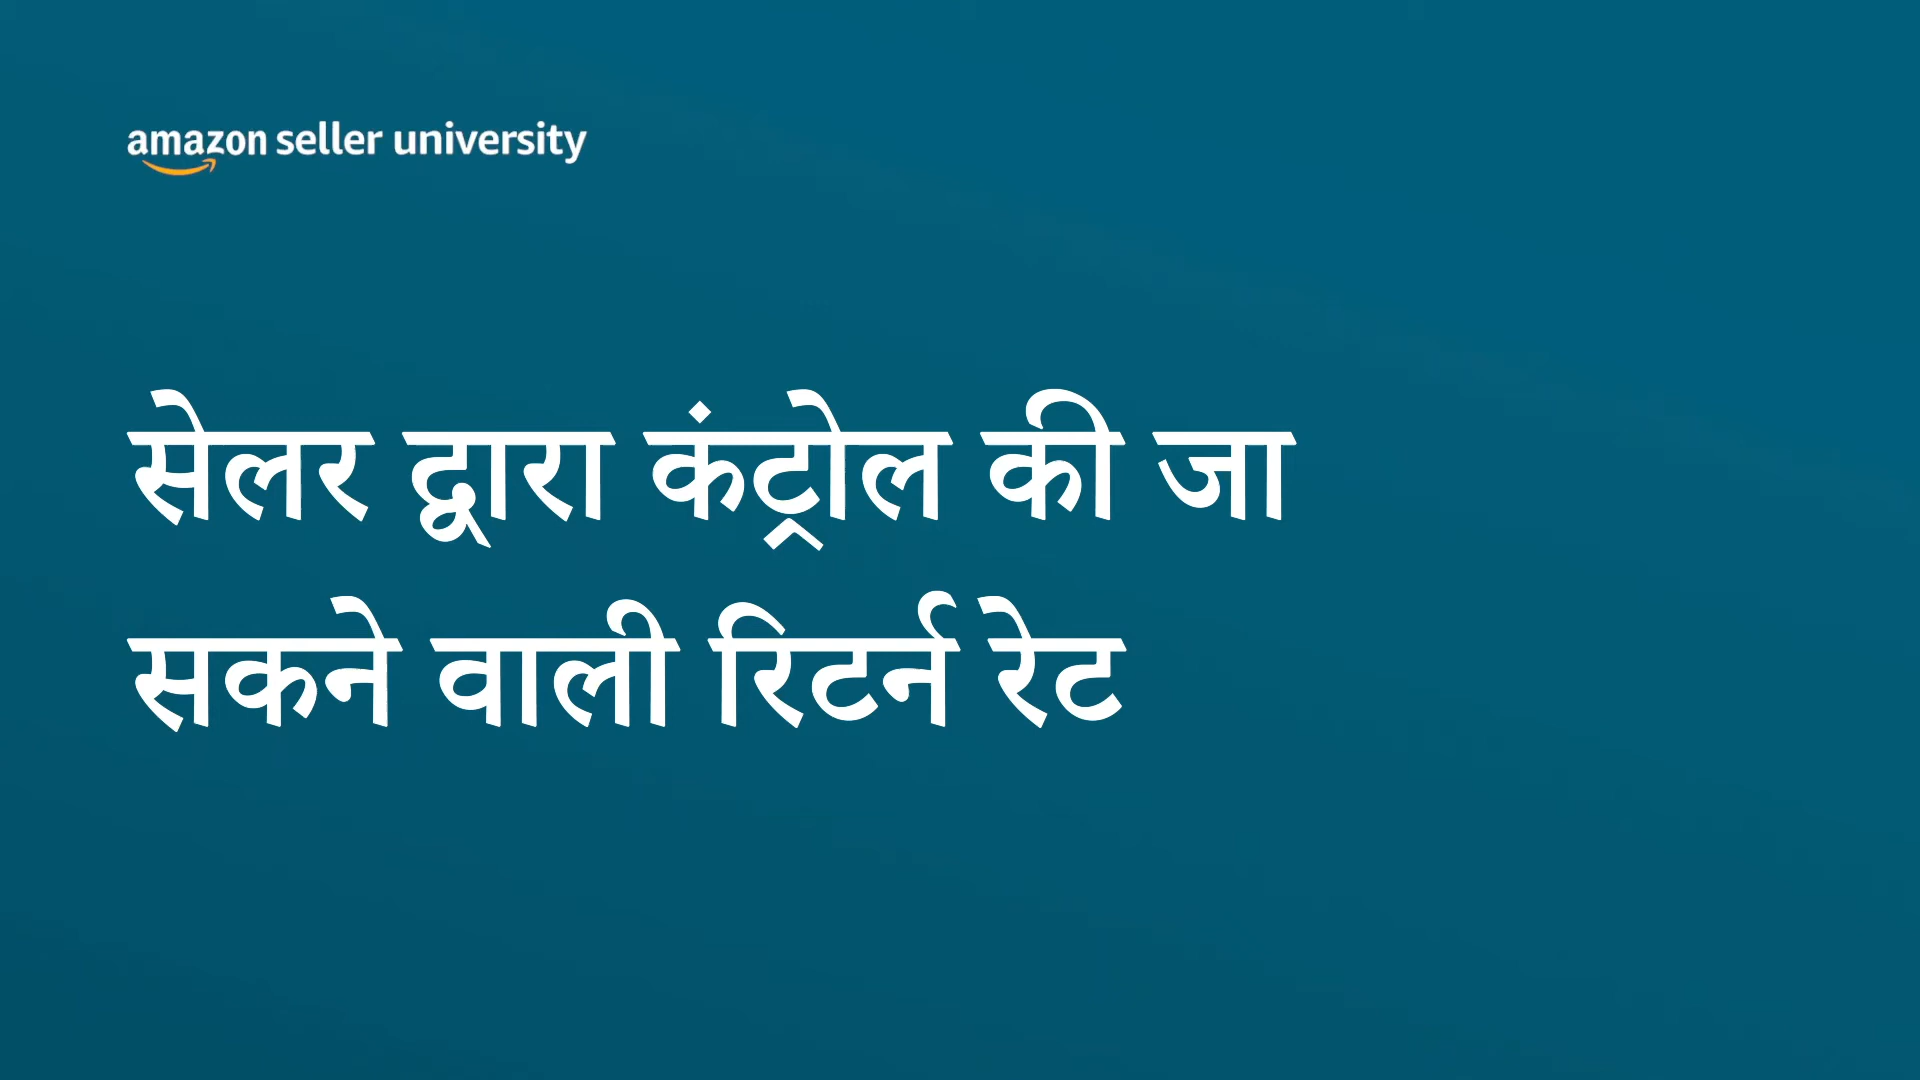 amazon seller university
सेलर द्वारा कंट्रोल की जा
सकने वाली रिटर्न रेट